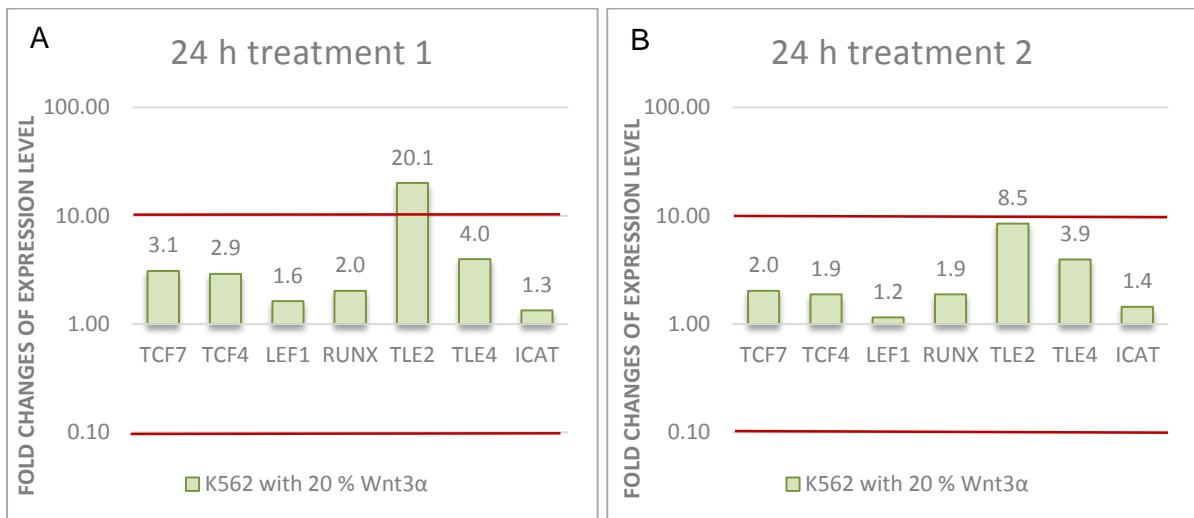 A
24 h treatment 1
FOLD CHANGES OF EXPRESSION LEVEL
100.00
10.00
1.00
0.10
3.1
2.9
1.6
2.0
20.1
4.0
1.3
TCF7 TCF4 LEF1 RUNX TLE2 TLE4 ICAT
K562 with 20 % Wnt3α
B
24 h treatment 2
FOLD CHANGES OF EXPRESSION LEVEL
100.00
10.00
1.00
0.10
2.0
1.9
1.2
1.9
8.5
3.9
1.4
TCF7 TCF4 LEF1 RUNX TLE2 TLE4 ICAT
K562 with 20 % Wnt3α